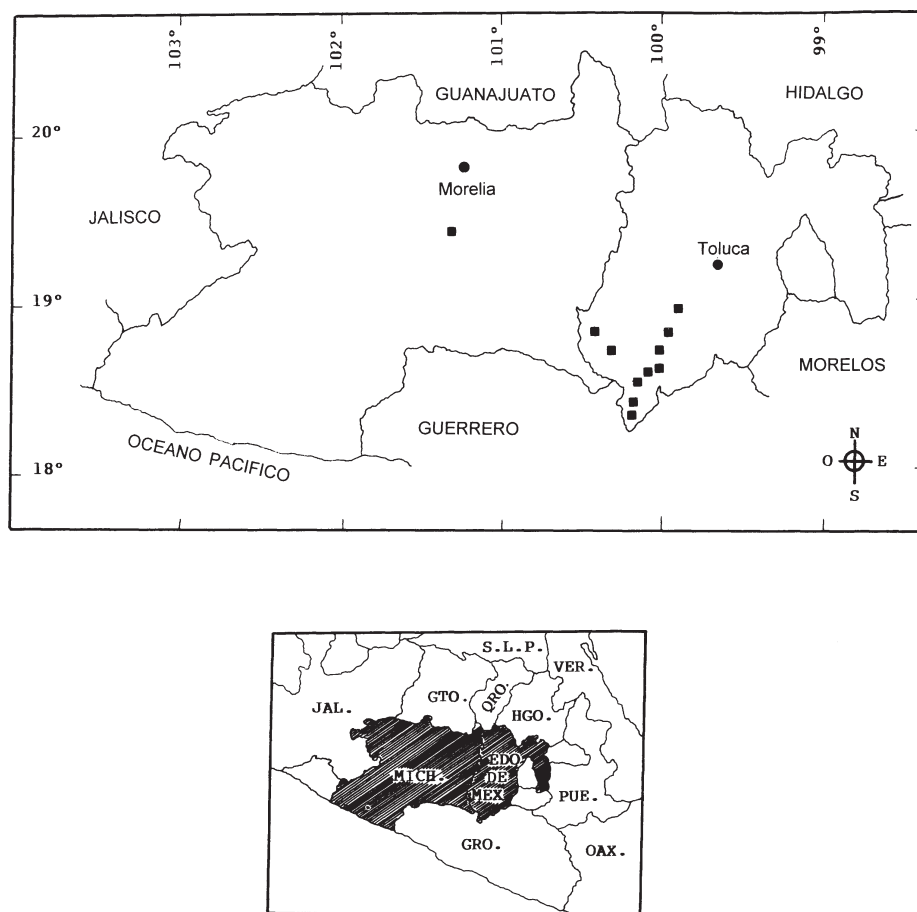 103°
102°
101°
100°
99°
GUANAJUATO
HIDALGO
20°
Morelia
JALISCO
Toluca
19°
MORELOS
GUERRERO
OCEANO PACIFICO
18°
N
O E
S
S.L.P.
VER.
QRO.
GTO.
JAL.
HGO.
EDO
MICH.
DE
MEX
PUE.
GRO.
OAX.